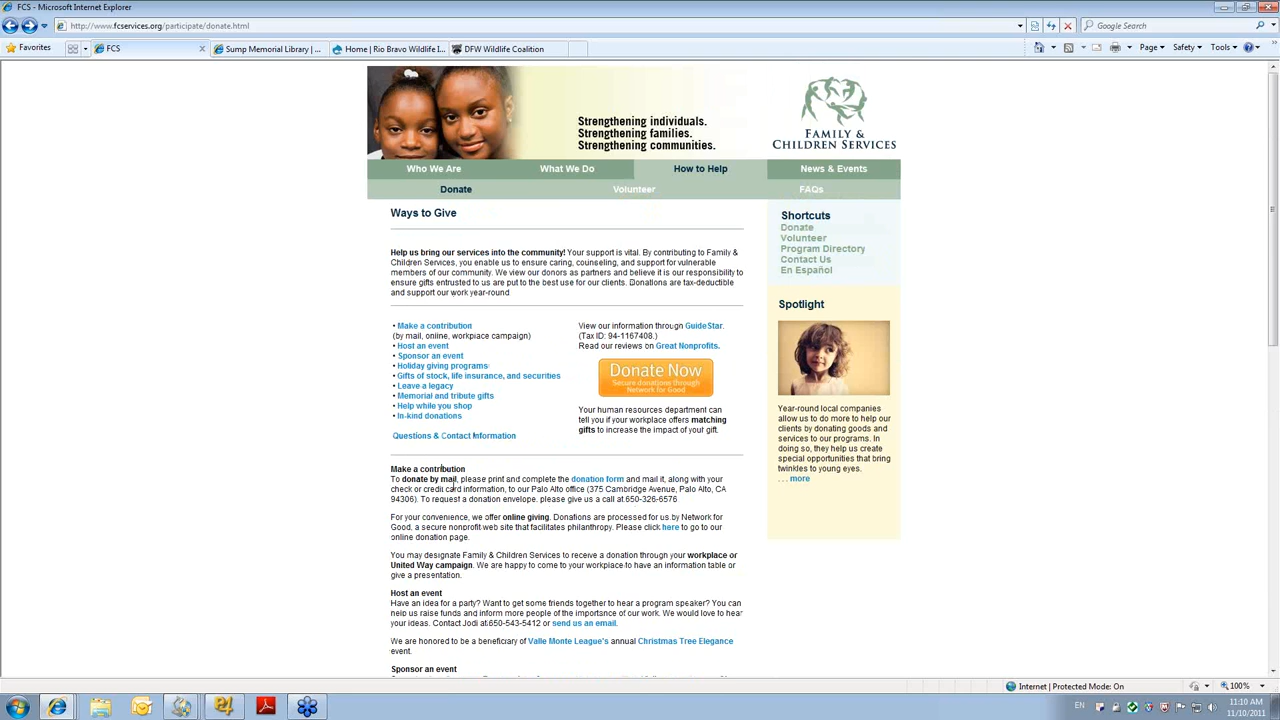 FCS - Microsoft Internet Explorer
http://www.fcservices.org/participate/donate.html
Google Search
Favorites
FCS
Sump Memorial Library | ...
Home | Rio Bravo Wildlife I...
DFW Wildlife Coalition
Page
Safety
Tools
Strengthening individuals.
Strengthening families.
Strengthening communities.
FAMILY &
CHILDREN SERVICES
Who We Are
What We Do
How to Help
News & Events
Donate
Volunteer
FAQs
Ways to Give
Help us bring our services into the community! Your support is vital. By contributing to Family &
Children Services, you enable us to ensure caring, counseling, and support for vulnerable
members of our community. We view our donors as partners and believe it is our responsibility to
ensure gifts entrusted to us are put to the best use for our clients. Donations are tax-deductible
and support our work year-round
• Make a contribution
(by mail, online, workplace campaign)
• Host an event
• Sponsor an event
• Holiday giving programs
• Gifts of stock, life insurance, and securities
• Leave a legacy
• Memorial and tribute gifts
• Help while you shop
• In-kind donations
Questions & Contact Information
View our information through GuideStar.
(Tax ID: 94-1167408.)
Read our reviews on Great Nonprofits.
Donate Now
Secure donations through
Network for Good
Your human resources department can
tell you if your workplace offers matching
gifts to increase the impact of your gift.
Make a contribution
To donate by mail, please print and complete the donation form and mail it, along with your
check or credit card information, to our Palo Alto office (375 Cambridge Avenue, Palo Alto, CA
94306). To request a donation envelope, please give us a call at 650-326-6576
For your convenience, we offer online giving. Donations are processed for us by Network for
Good, a secure nonprofit web site that facilitates philanthropy. Please click here to go to our
online donation page.
You may designate Family & Children Services to receive a donation through your workplace or
United Way campaign. We are happy to come to your workplace to have an information table or
give a presentation.
Host an event
Have an idea for a party? Want to get some friends together to hear a program speaker? You can
help us raise funds and inform more people of the importance of our work. We would love to hear
your ideas. Contact Jodi at 650-543-5412 or send us an email.
We are honored to be a beneficiary of Valle Monte League's annual Christmas Tree Elegance
event.
Sponsor an event
Shortcuts
Donate
Volunteer
Program Directory
Contact Us
En Español
Spotlight
Year-round local companies
allow us to do more to help our
clients by donating goods and
services to our programs. In
doing so, they help us create
special opportunities that bring
twinkles to young eyes.
. . . more
Internet | Protected Mode: On
100%
EN
11:10 AM
11/10/2011